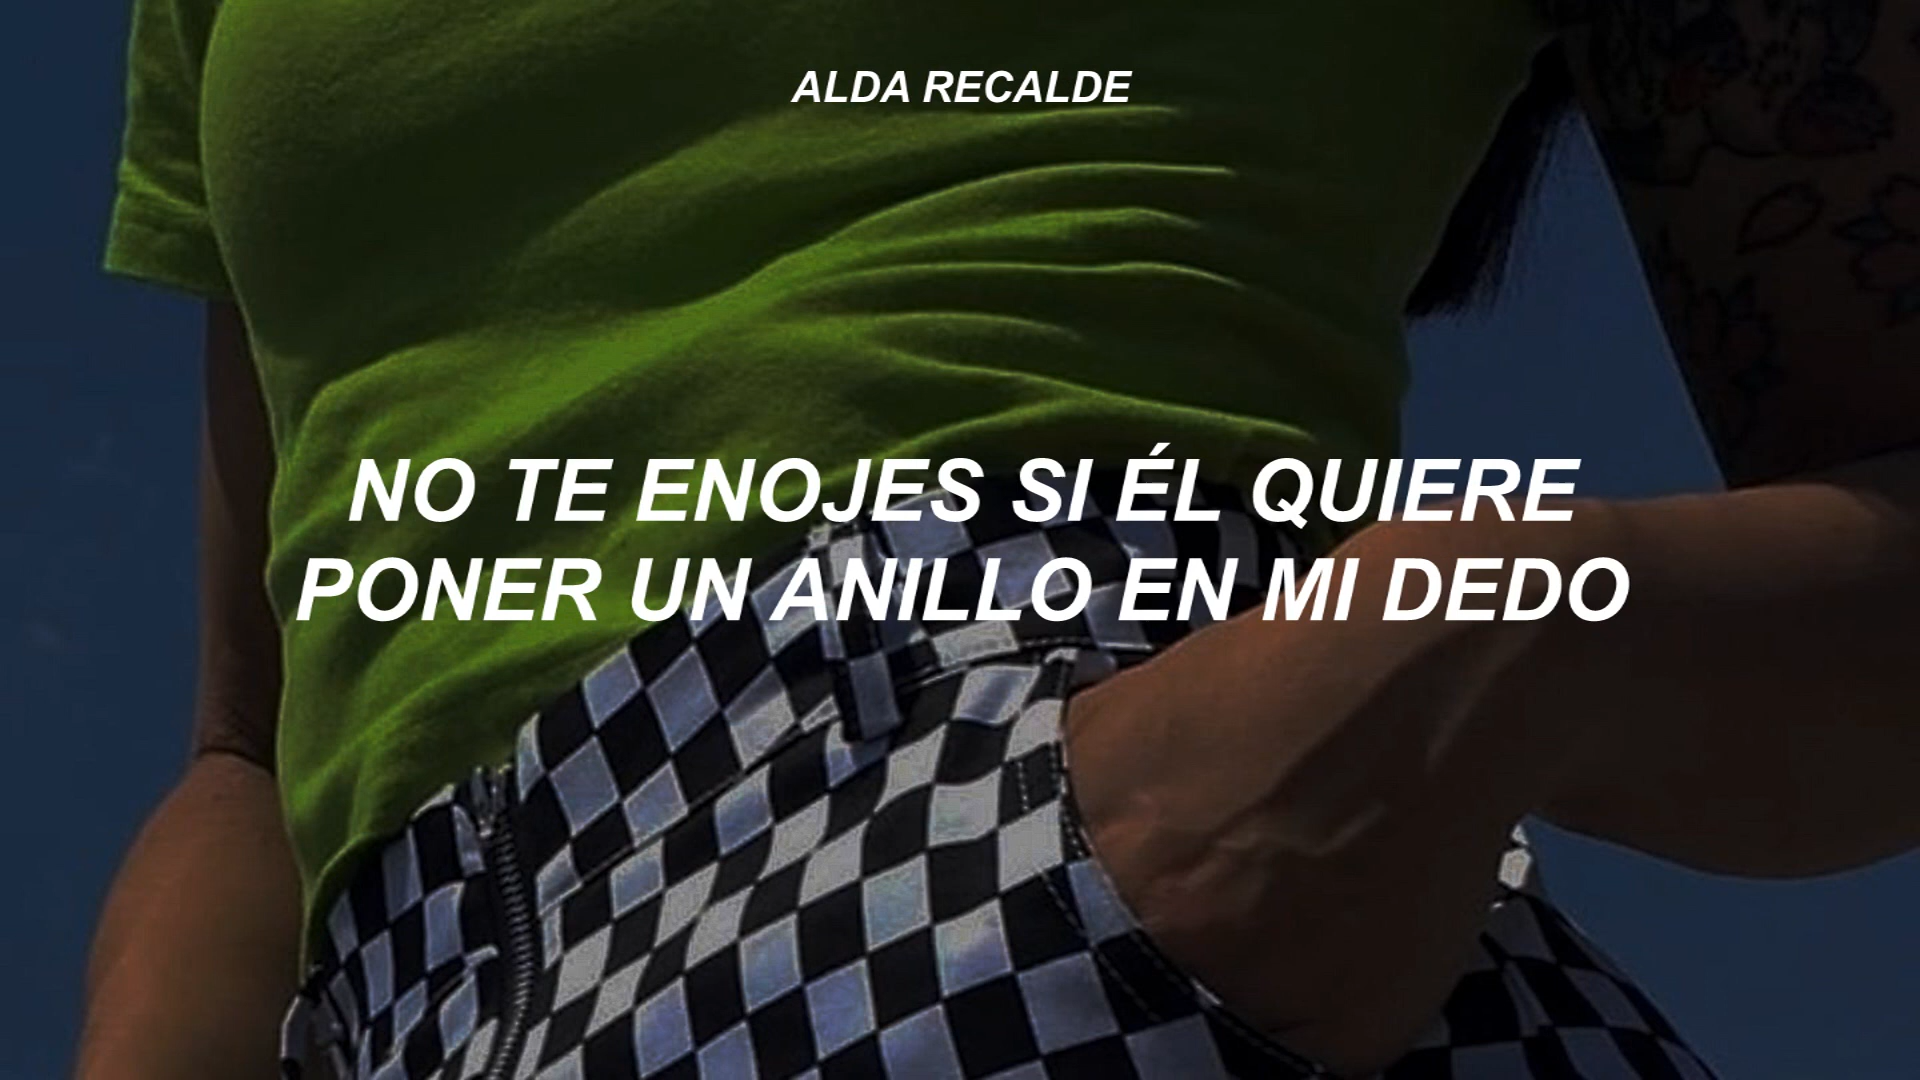 ALDA RECALDE
NO TE ENOJES SI ÉL QUIERE
PONER UN ANILLO EN MI DEDO